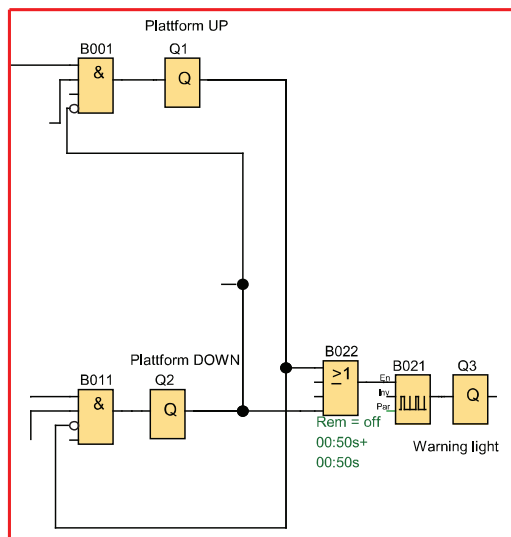 Plattform UP
B001
Q1
&
Q
Plattform DOWN
B011
Q2
&
Q
B022
≥1
B021
Q3
En
Inv
Par
Q
Rem = off
00:50s+
00:50s
Warning light